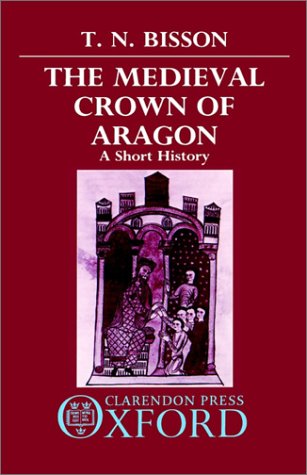 T. N. BISSON
THE MEDIEVAL
CROWN OF
ARAGON
A Short History
CLARENDON PRESS
OXFORD